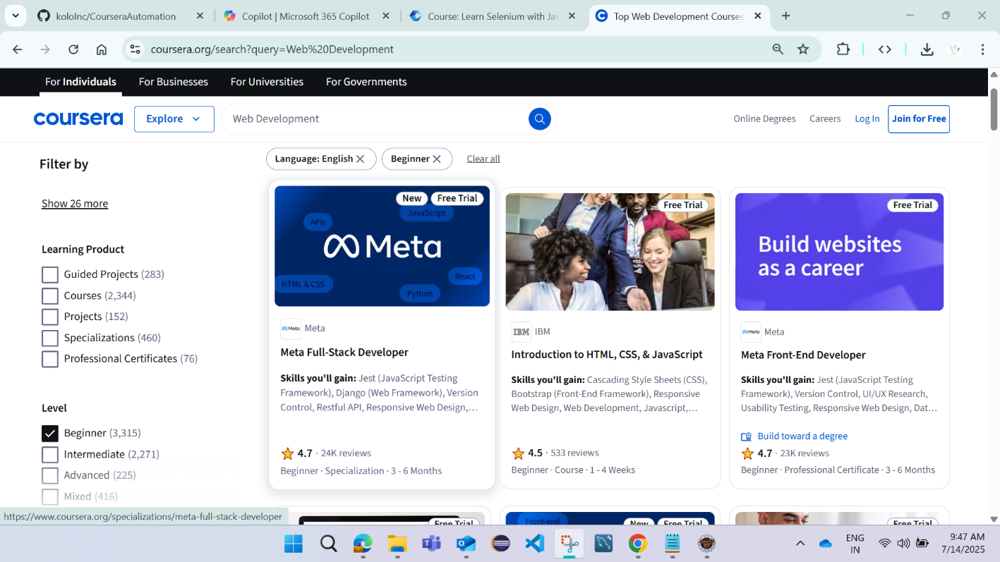 koloInc/CourseraAutomation
Copilot | Microsoft 365 Copilot
Course: Learn Selenium with Jav
Top Web Development Courses
coursera.org/search?query=Web%20Development
For Individuals
For Businesses
For Universities
For Governments
coursera
Explore
Web Development
Online Degrees
Careers
Log In
Join for Free
Filter by
Language: English
Beginner
Clear all
Show 26 more
Learning Product
Guided Projects (283)
Courses (2,344)
Projects (152)
Specializations (460)
Professional Certificates (76)
Level
Beginner (3,315)
Intermediate (2,271)
Advanced (225)
Mixed (416)
New
Free Trial
APIs
JavaScript
Meta
React
HTML & CSS
Python
Meta
Meta
Meta Full-Stack Developer
Skills you'll gain: Jest (JavaScript Testing
Framework), Django (Web Framework), Version
Control, Restful API, Responsive Web Design,…
4.7 · 24K reviews
Beginner · Specialization · 3 - 6 Months
Free Trial
IBM
IBM
Introduction to HTML, CSS, & JavaScript
Skills you'll gain: Cascading Style Sheets (CSS),
Bootstrap (Front-End Framework), Responsive
Web Design, Web Development, Javascript,…
4.5 · 533 reviews
Beginner · Course · 1 - 4 Weeks
Free Trial
Build websites
as a career
Meta
Meta
Meta Front-End Developer
Skills you'll gain: Jest (JavaScript Testing
Framework), Version Control, UI/UX Research,
Usability Testing, Responsive Web Design, Dat…
Build toward a degree
4.7 · 23K reviews
Beginner · Professional Certificate · 3 - 6 Months
Free Trial
Front-end
New
Free Trial
Free Trial
https://www.coursera.org/specializations/meta-full-stack-developer
ENG
IN
9:47 AM
7/14/2025